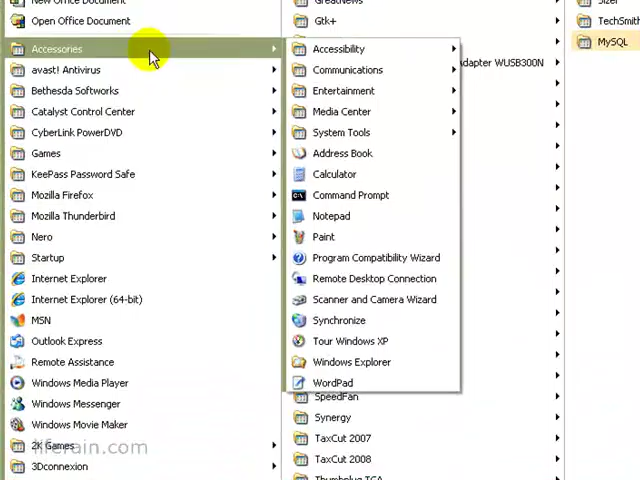 New Office Document
Open Office Document
Accessories
avast! Antivirus
Bethesda Softworks
Catalyst Control Center
CyberLink PowerDVD
Games
KeePass Password Safe
Mozilla Firefox
Mozilla Thunderbird
Nero
Startup
Internet Explorer
Internet Explorer (64-bit)
MSN
Outlook Express
Remote Assistance
Windows Media Player
Windows Messenger
Windows Movie Maker
2K Games
3Dconnexion
liferain.com
GreatNews
Gtk+
Accessibility
Communications
Entertainment
Media Center
System Tools
Address Book
Calculator
Command Prompt
Notepad
Paint
Program Compatibility Wizard
Remote Desktop Connection
Scanner and Camera Wizard
Synchronize
Tour Windows XP
Windows Explorer
WordPad
SpeedFan
Synergy
TaxCut 2007
TaxCut 2008
Thumbplug TGA
Adapter WUSB300N
Sizer
TechSmith
MySQL